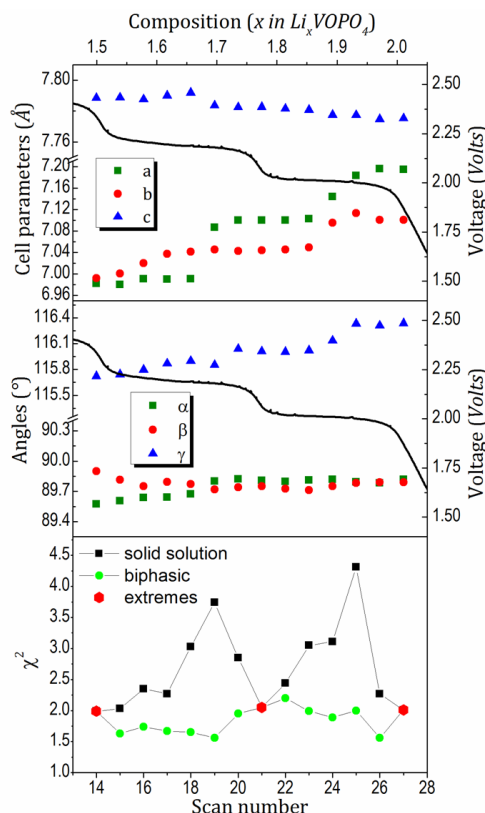 Composition (x in LixVOPO4)
1.5 1.6 1.7 1.8 1.9 2.0
7.80
7.76
7.20
7.16
7.12
7.08
7.04
7.00
6.96
Cell parameters (Å)
a
b
c
2.50
2.25
2.00
1.75
1.50
Voltage (Volts)
116.4
116.1
115.8
115.5
90.3
90.0
89.7
89.4
Angles (°)
α
β
γ
2.50
2.25
2.00
1.75
1.50
Voltage (Volts)
4.5
4.0
3.5
3.0
2.5
2.0
1.5
1.0
χ2
solid solution
biphasic
extremes
14 16 18 20 22 24 26 28
Scan number